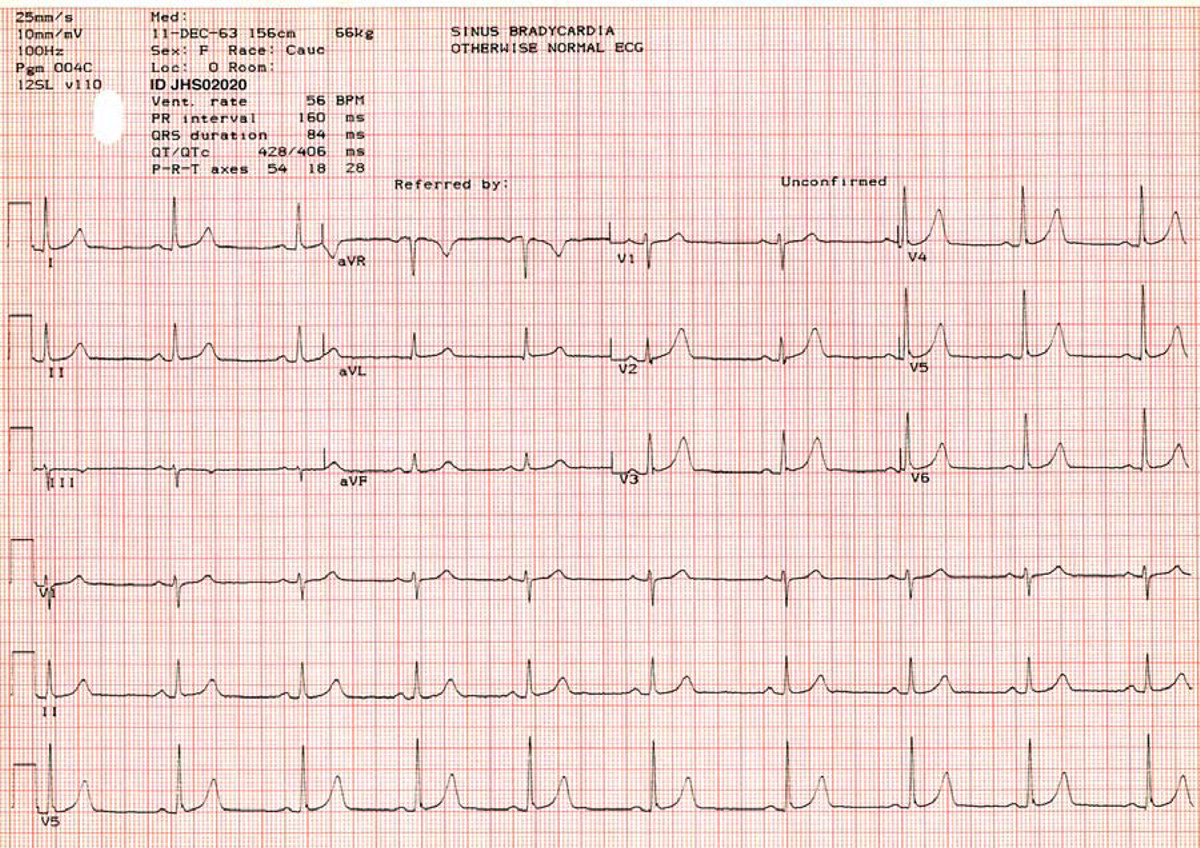 25mm/s
10mm/mV
100Hz
Pgm 004C
12SL v110
Med:
11-DEC-63 156cm 66kg
Sex: F Race: Cauc
Loc: 0 Room:
ID JHS02020
Vent. rate 56 BPM
PR interval 160 ms
QRS duration 84 ms
QT/QTc 428/406 ms
P-R-T axes 54 18 28
SINUS BRADYCARDIA
OTHERWISE NORMAL ECG
Referred by:
Unconfirmed
I aVR V1 V4
II aVL V2 V5
III aVF V3 V6
V1
II
V5